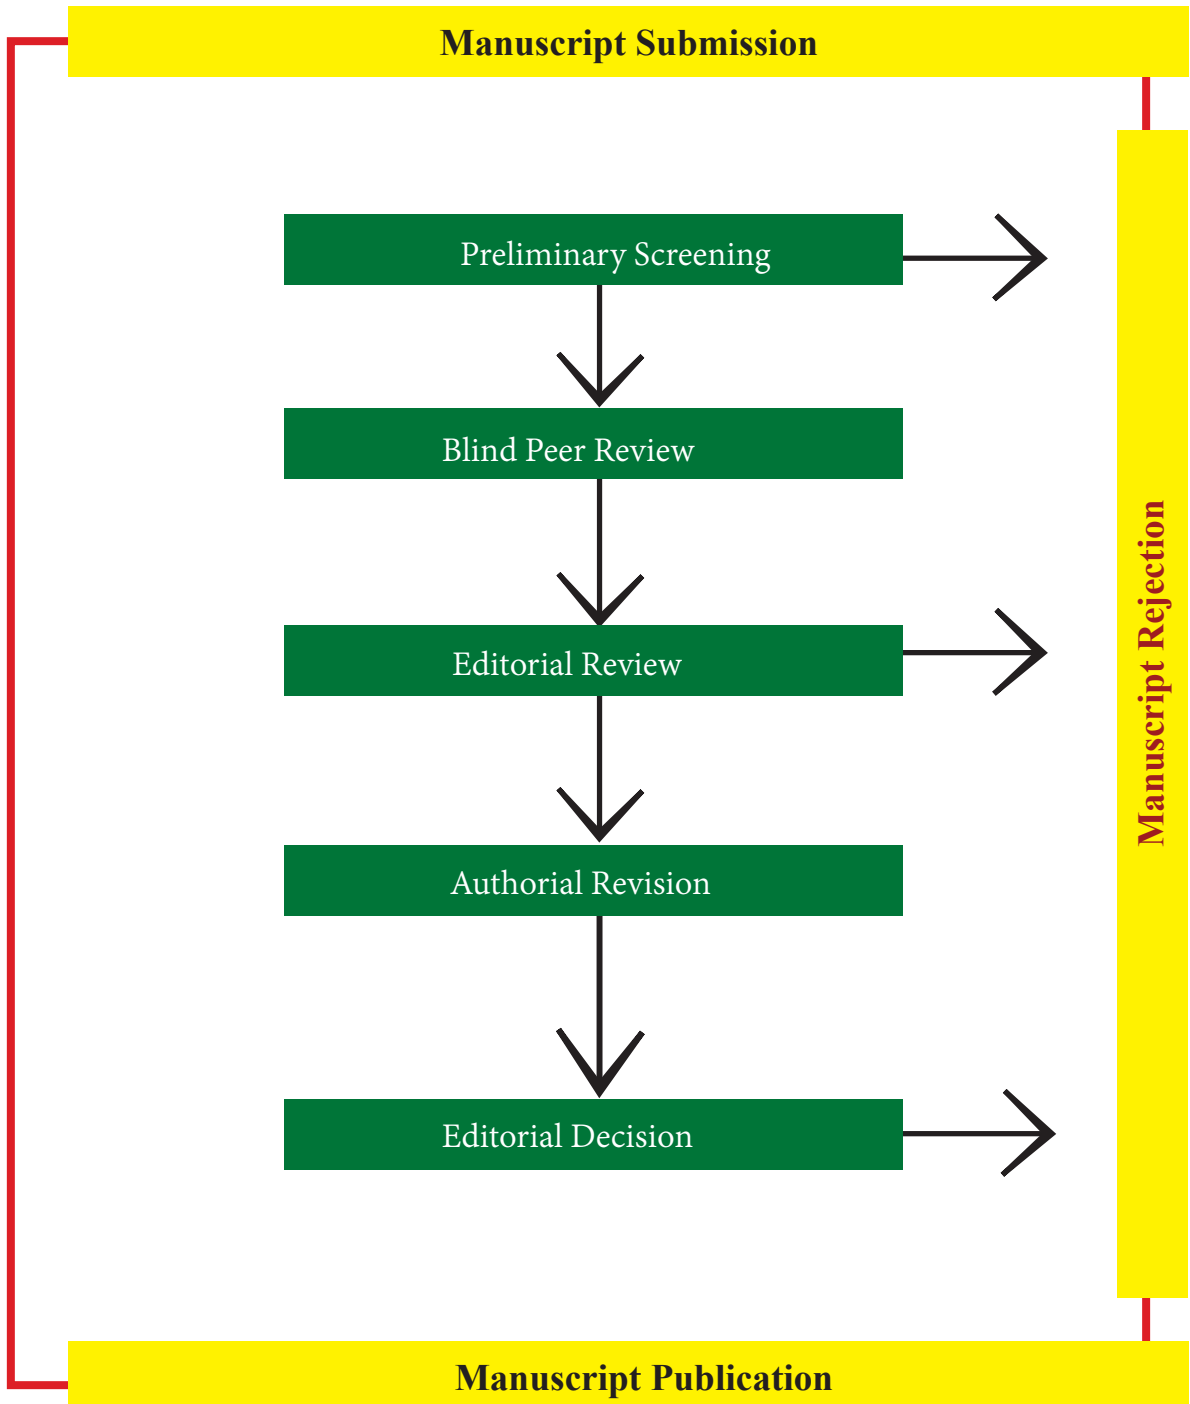 Manuscript Submission
Preliminary Screening
Blind Peer Review
Editorial Review
Authorial Revision
Editorial Decision
Manuscript Rejection
Manuscript Publication